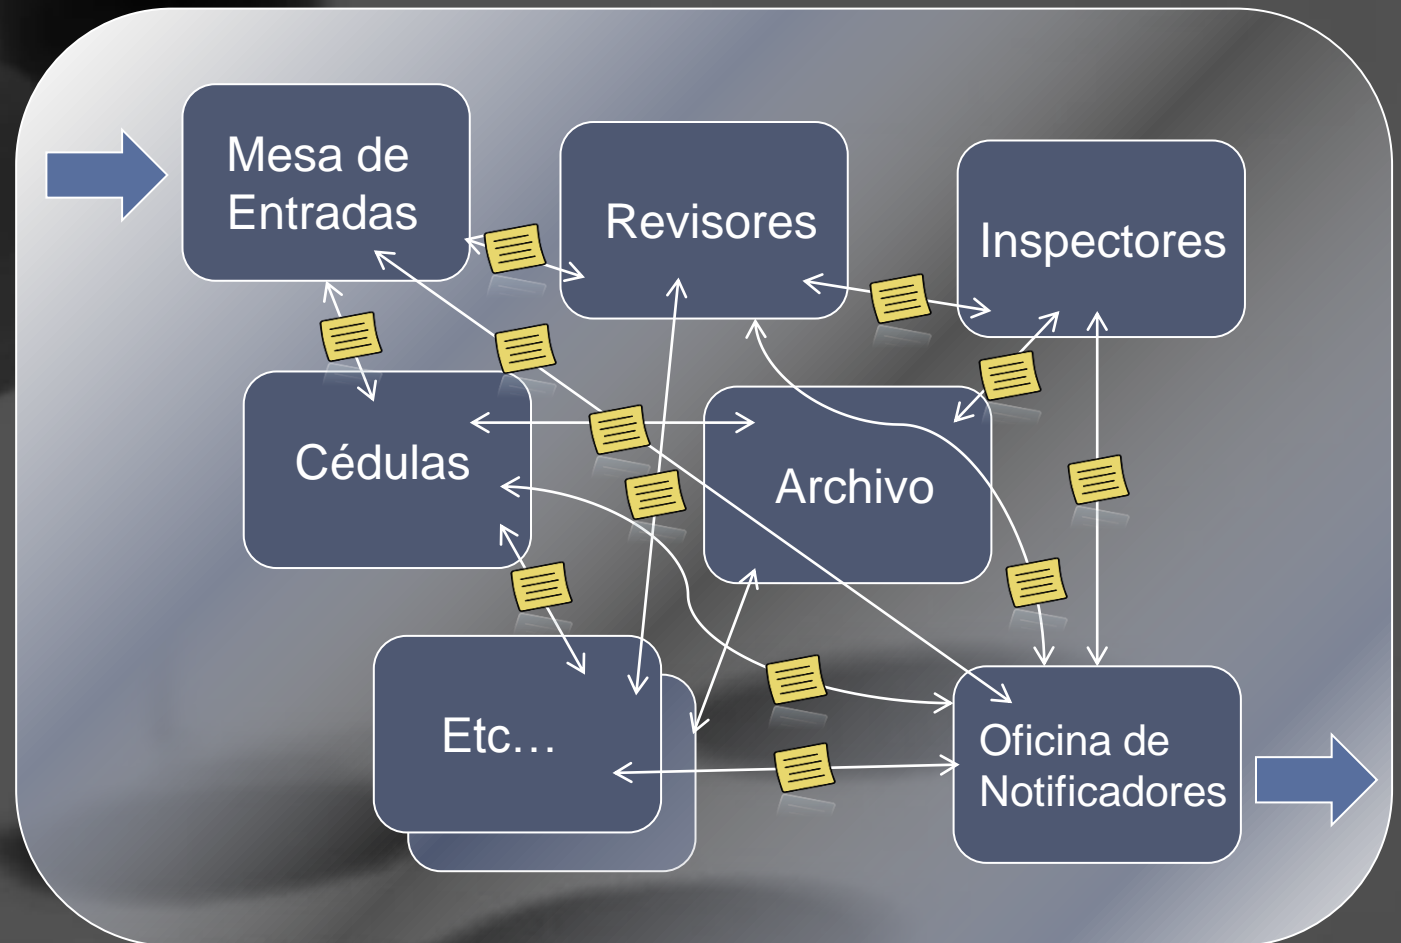 Mesa de
Entradas
Revisores
Inspectores
Cédulas
Archivo
Etc…
Oficina de
Notificadores